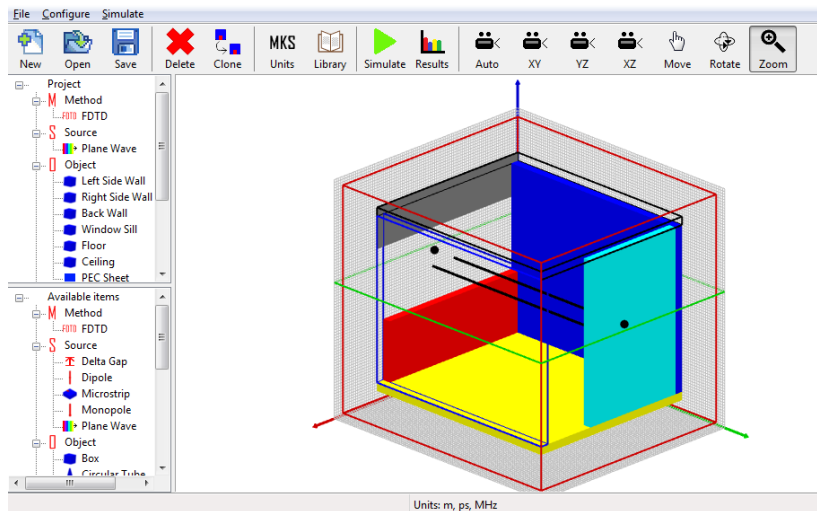 File Configure Simulate
MKS
New Open Save Delete Clone Units Library Simulate Results Auto XY YZ XZ Move Rotate Zoom
Project
M Method
FDTD FDTD
S Source
Plane Wave
Object
Left Side Wall
Right Side Wall
Back Wall
Window Sill
Floor
Ceiling
PEC Sheet
Available items
M Method
FDTD FDTD
S Source
Delta Gap
Dipole
Microstrip
Monopole
Plane Wave
Object
Box
Circular Tube
Units: m, ps, MHz